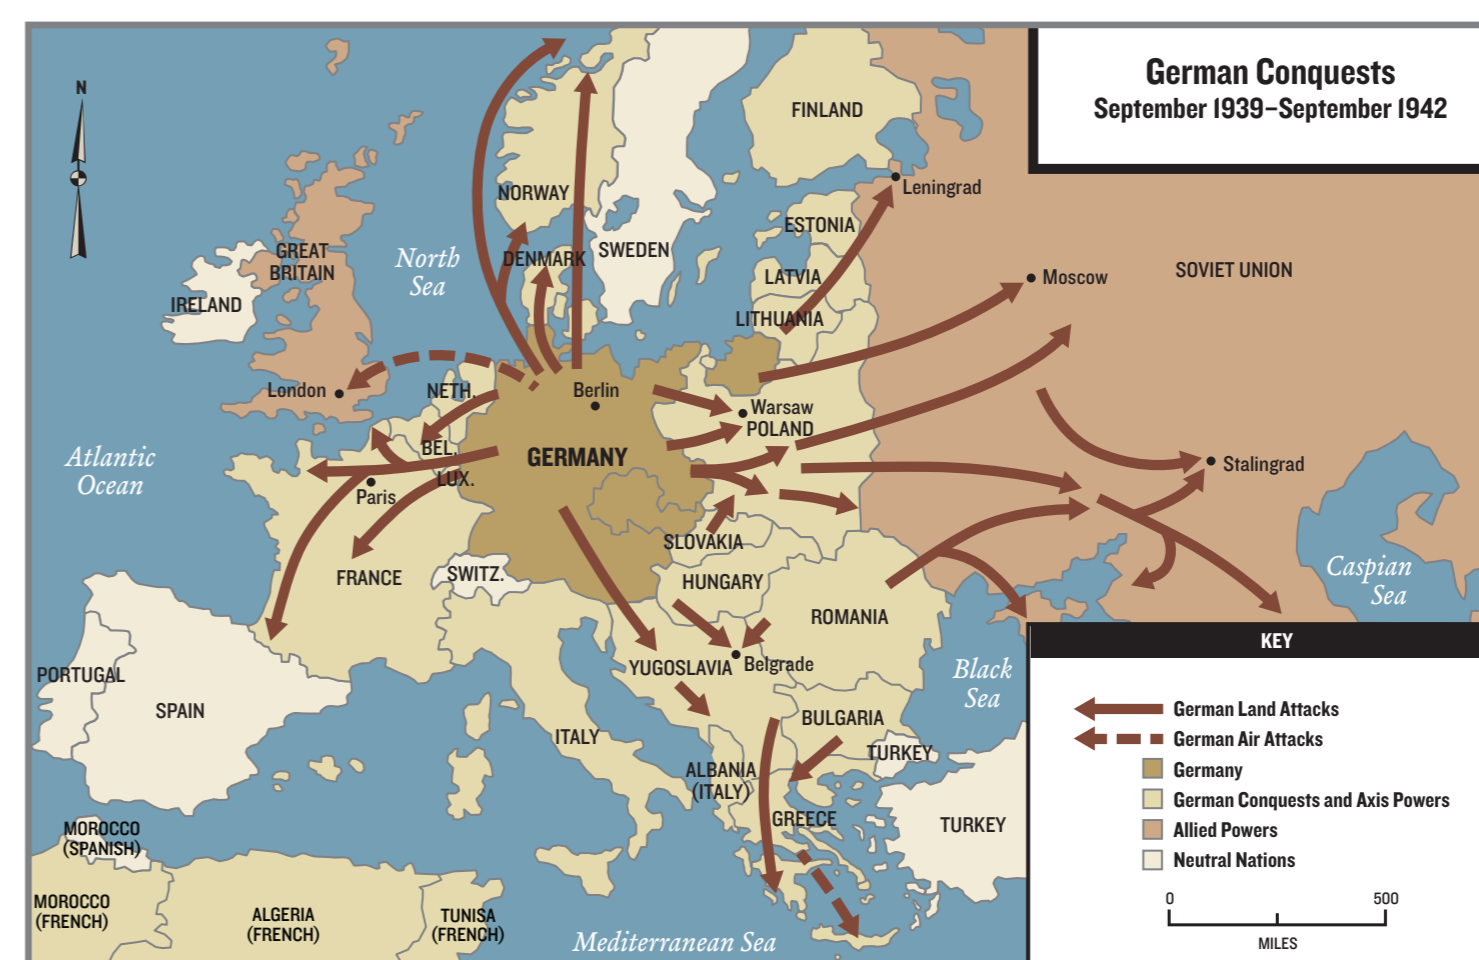 German Conquests
September 1939–September 1942
N
FINLAND
NORWAY
Leningrad
ESTONIA
SWEDEN
DENMARK
North
Sea
GREAT
BRITAIN
IRELAND
LATVIA
Moscow
SOVIET UNION
LITHUANIA
London
NETH.
Berlin
Warsaw
POLAND
BEL.
GERMANY
Atlantic
Ocean
LUX.
Paris
Stalingrad
SLOVAKIA
FRANCE
SWITZ.
HUNGARY
Caspian
Sea
ROMANIA
YUGOSLAVIA
Belgrade
Black
Sea
PORTUGAL
SPAIN
ITALY
BULGARIA
TURKEY
ALBANIA
(ITALY)
GREECE
TURKEY
MOROCCO
(SPANISH)
MOROCCO
(FRENCH)
ALGERIA
(FRENCH)
TUNISA
(FRENCH)
Mediterranean Sea
KEY
German Land Attacks
German Air Attacks
Germany
German Conquests and Axis Powers
Allied Powers
Neutral Nations
0 500
MILES